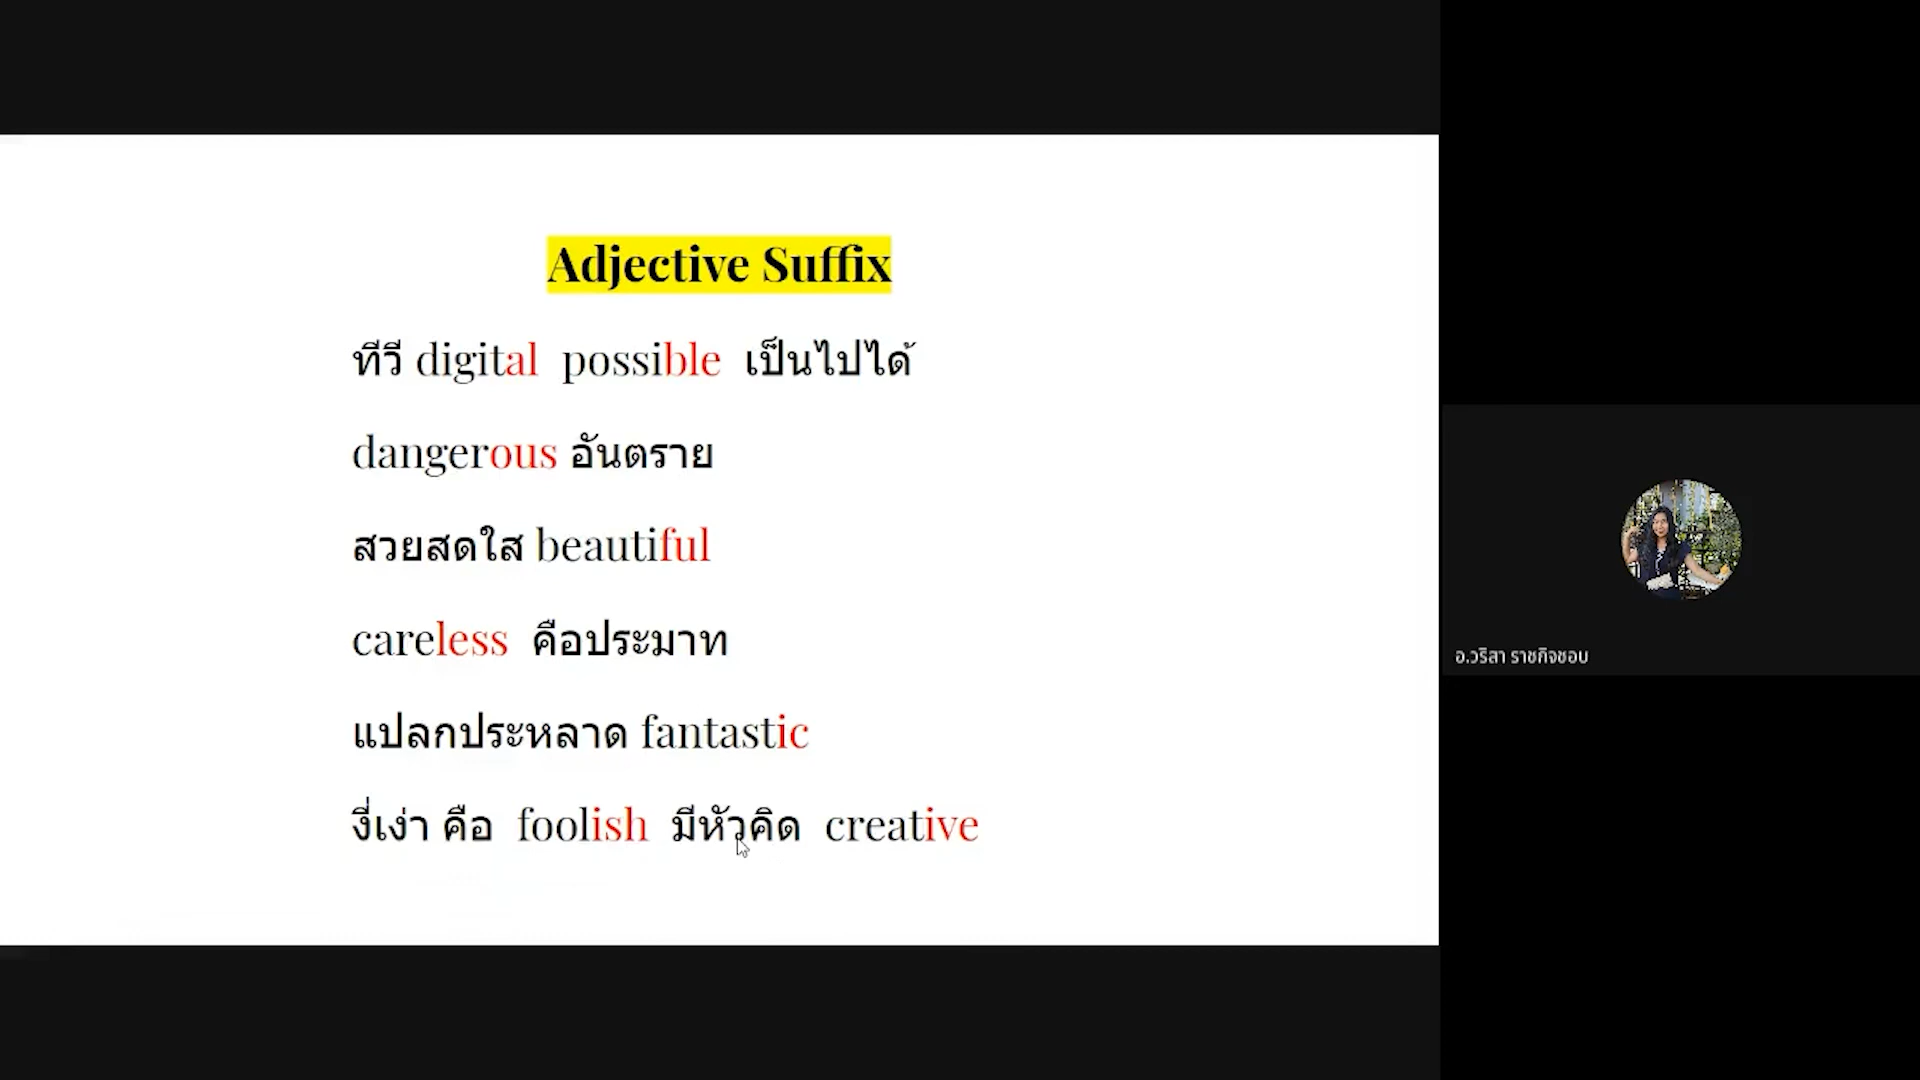 Adjective Suffix
ทีวี digital possible เป็นไปได้
dangerous อันตราย
สวยสดใส beautiful
careless คือประมาท
แปลกประหลาด fantastic
งี่เง่า คือ foolish มีหัวคิด creative
อ.วริสา ราชกิจชอบ